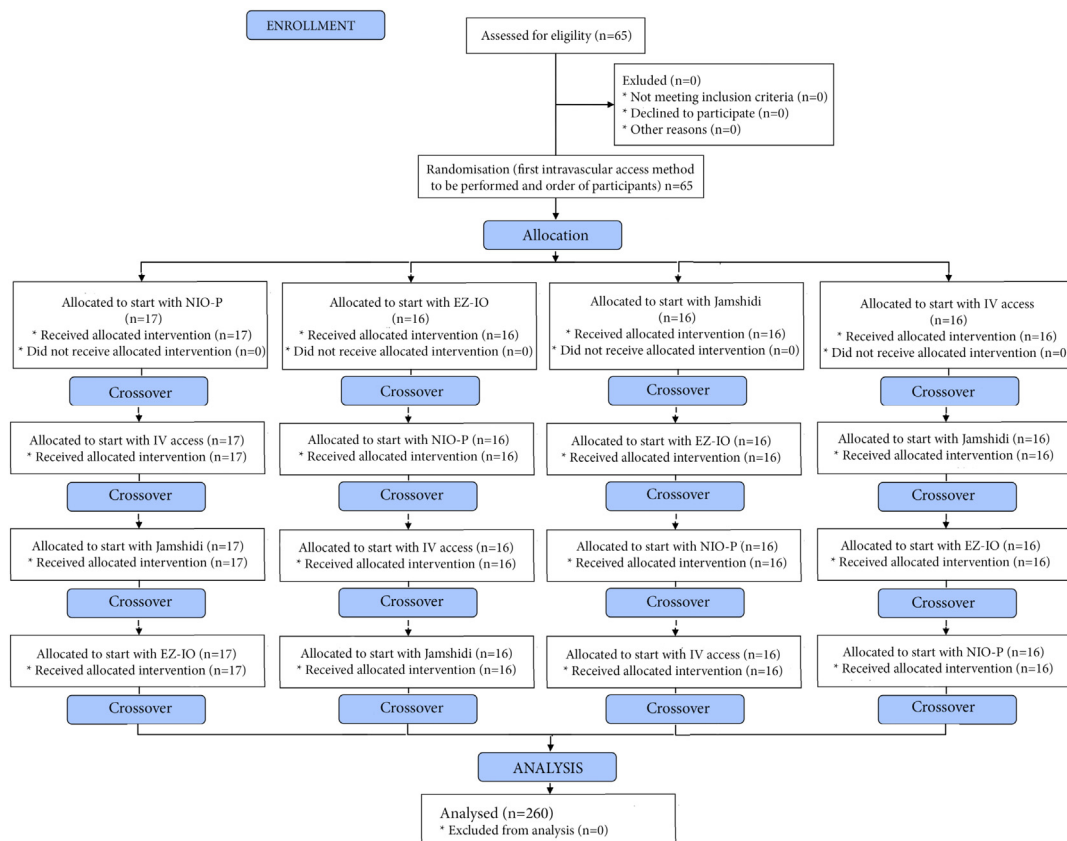 ENROLLMENT
Assessed for eligility (n=65)
Exluded (n=0)
* Not meeting inclusion criteria (n=0)
* Declined to participate (n=0)
* Other reasons (n=0)
Randomisation (first intravascular access method
to be performed and order of participants) n=65
Allocation
Allocated to start with NIO-P
(n=17)
* Received allocated intervention (n=17)
* Did not receive allocated intervention (n=0)
Allocated to start with EZ-IO
(n=16)
* Received allocated intervention (n=16)
* Did not receive allocated intervention (n=0)
Allocated to start with Jamshidi
(n=16)
* Received allocated intervention (n=16)
* Did not receive allocated intervention (n=0)
Allocated to start with IV access
(n=16)
* Received allocated intervention (n=16)
* Did not receive allocated intervention (n=0
Crossover
Crossover
Crossover
Crossover
Allocated to start with IV access (n=17)
* Received allocated intervention (n=17)
Allocated to start with NIO-P (n=16)
* Received allocated intervention (n=16)
Allocated to start with EZ-IO (n=16)
* Received allocated intervention (n=16)
Allocated to start with Jamshidi (n=16)
* Received allocated intervention (n=16)
Crossover
Crossover
Crossover
Crossover
Allocated to start with Jamshidi (n=17)
* Received allocated intervention (n=17)
Allocated to start with IV access (n=16)
* Received allocated intervention (n=16)
Allocated to start with NIO-P (n=16)
* Received allocated intervention (n=16)
Allocated to start with EZ-IO (n=16)
* Received allocated intervention (n=16)
Crossover
Crossover
Crossover
Crossover
Allocated to start with EZ-IO (n=17)
* Received allocated intervention (n=17)
Allocated to start with Jamshidi (n=16)
* Received allocated intervention (n=16)
Allocated to start with IV access (n=16)
* Received allocated intervention (n=16)
Allocated to start with NIO-P (n=16)
* Received allocated intervention (n=16)
Crossover
Crossover
Crossover
Crossover
ANALYSIS
Analysed (n=260)
* Excluded from analysis (n=0)